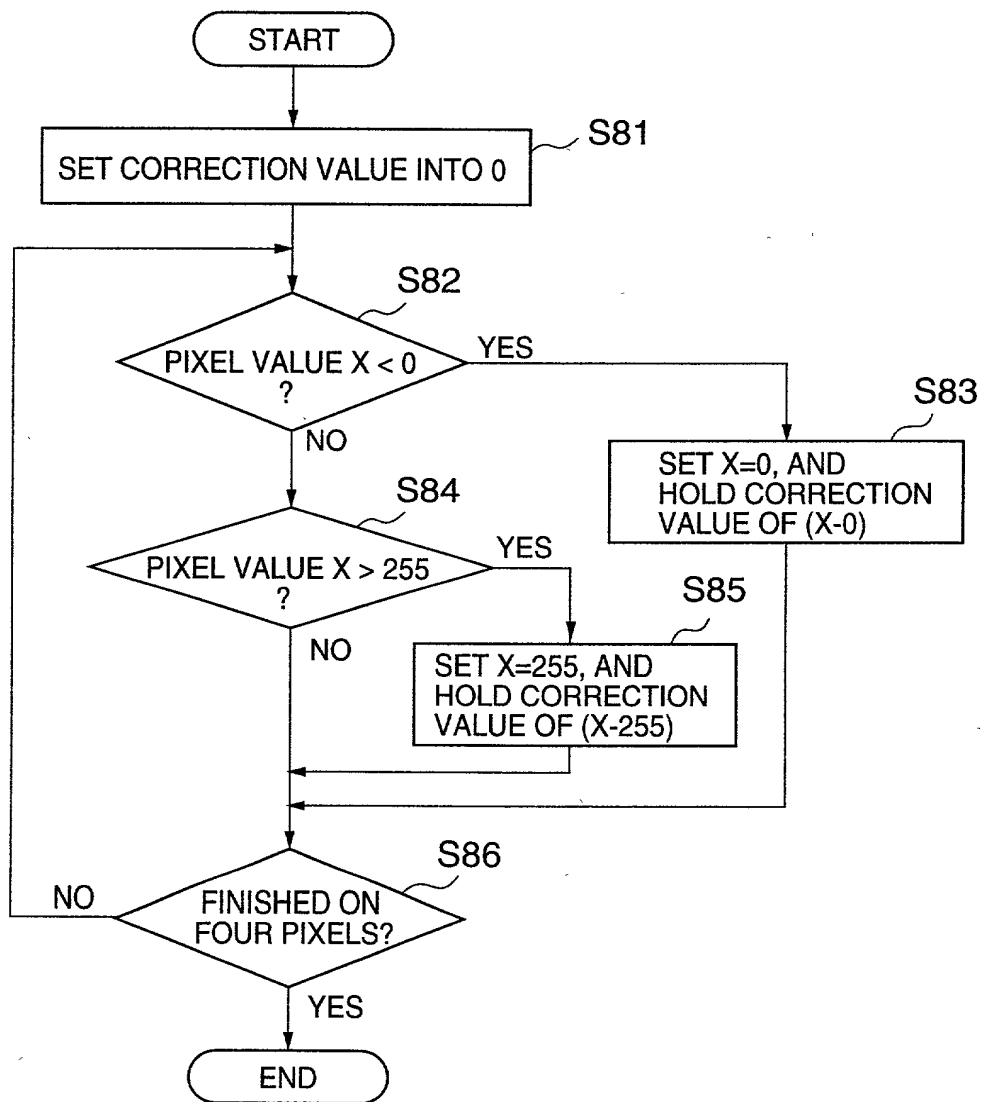 START
S81
SET CORRECTION VALUE INTO 0
S82
PIXEL VALUE X < 0
?
YES
NO
S83
SET X=0, AND
HOLD CORRECTION
VALUE OF (X-0)
S84
PIXEL VALUE X > 255
?
YES
NO
S85
SET X=255, AND
HOLD CORRECTION
VALUE OF (X-255)
S86
FINISHED ON
FOUR PIXELS?
NO
YES
END